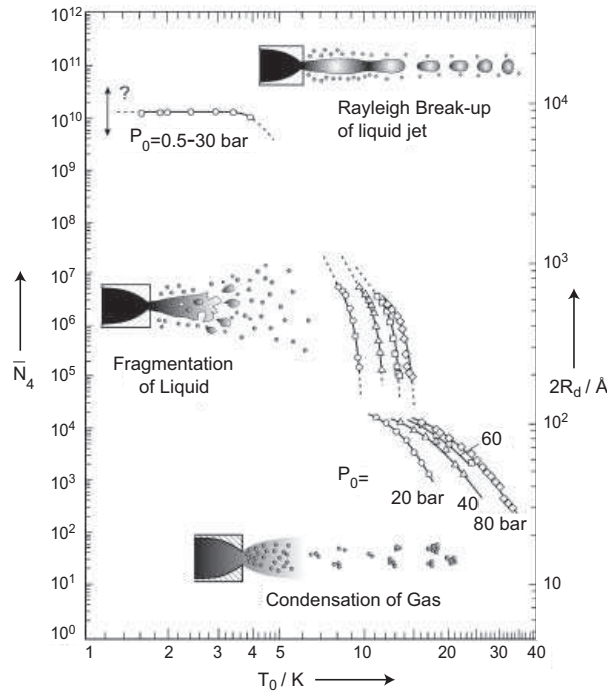 10^12
10^11
10^10
10^9
10^8
10^7
10^6
10^5
10^4
10^3
10^2
10^1
10^0
N̄₄
?
P₀=0.5-30 bar
Rayleigh Break-up
of liquid jet
Fragmentation
of Liquid
P₀=
20 bar
40
60
80 bar
Condensation of Gas
10^4
10^3
10^2
10
2R_d / Å
1
2
3
4
5
10
15
20
30
40
T₀ / K